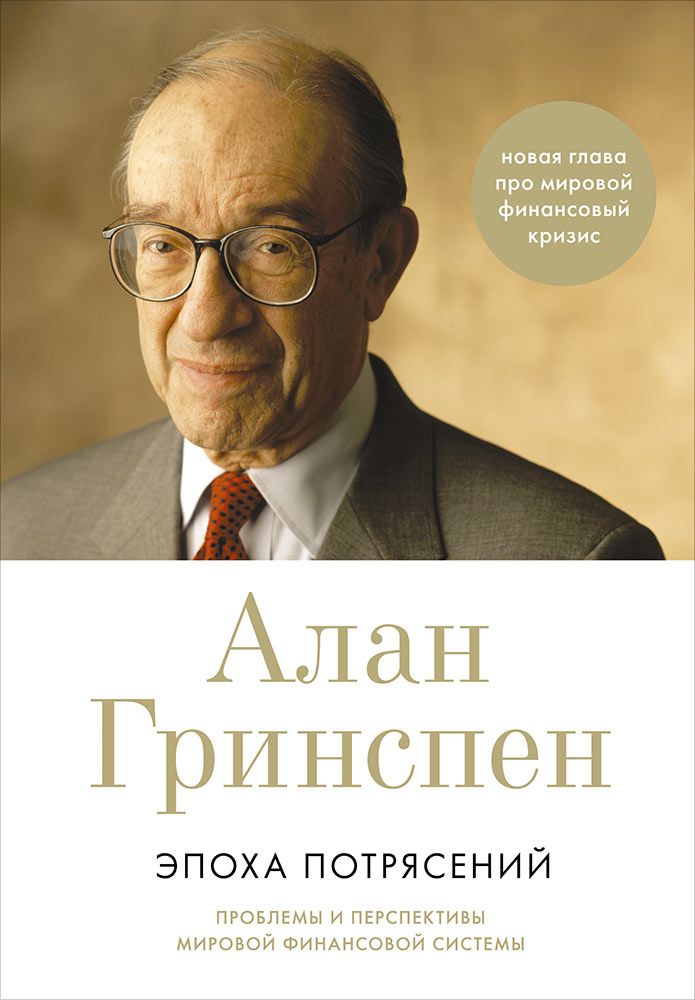 новая глава
про мировой
финансовый
кризис
Алан
Гринспен
ЭПОХА ПОТРЯСЕНИЙ
ПРОБЛЕМЫ И ПЕРСПЕКТИВЫ
МИРОВОЙ ФИНАНСОВОЙ СИСТЕМЫ